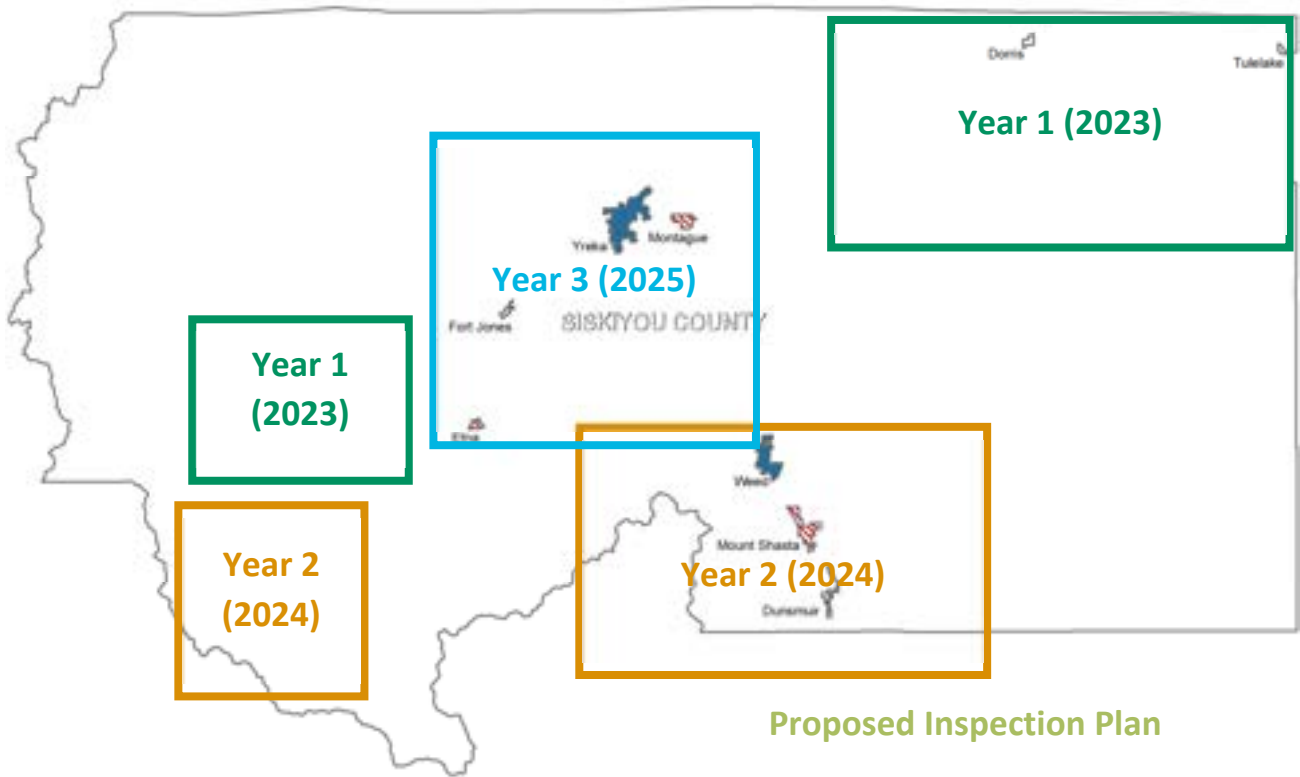 Dorris
Tulelake
Year 1 (2023)
Yreka
Montague
Year 3 (2025)
Fort Jones
SISKIYOU COUNTY
Year 1
(2023)
Etna
Weed
Mount Shasta
Year 2 (2024)
Year 2
(2024)
Dunsmuir
Proposed Inspection Plan